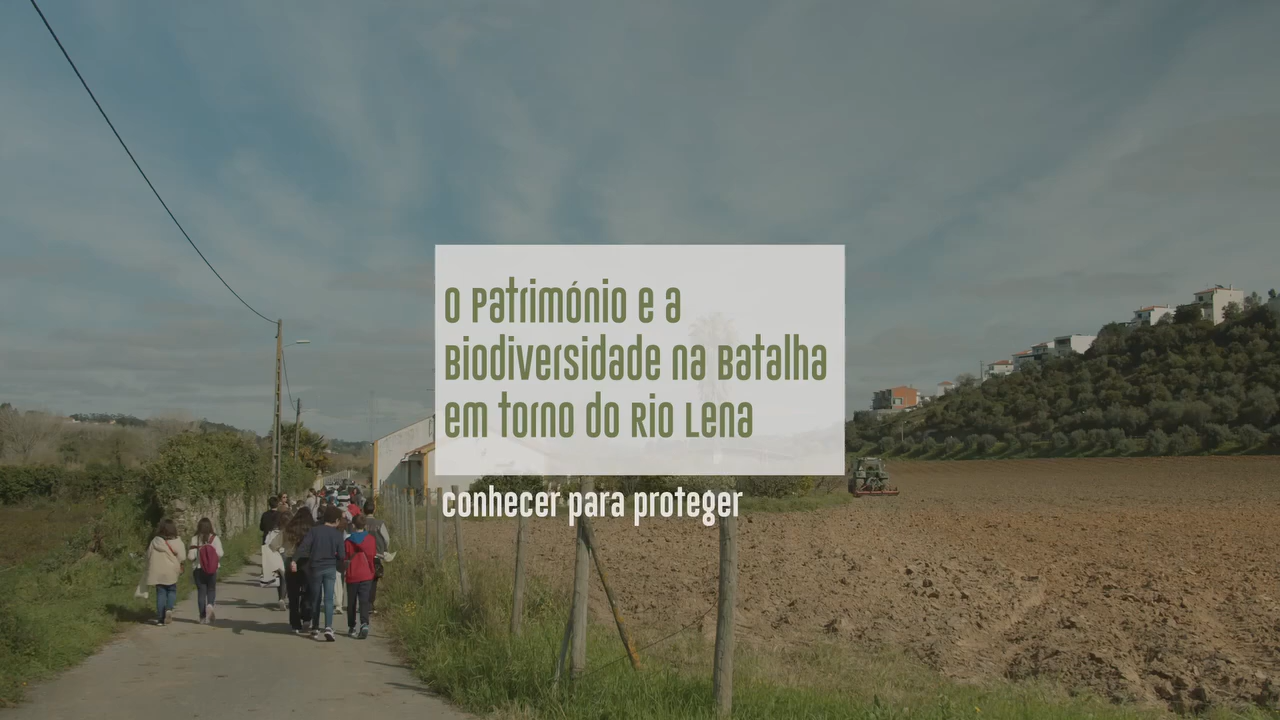 O Património e a
Biodiversidade na Batalha
em torno do Rio Lena
conhecer para proteger